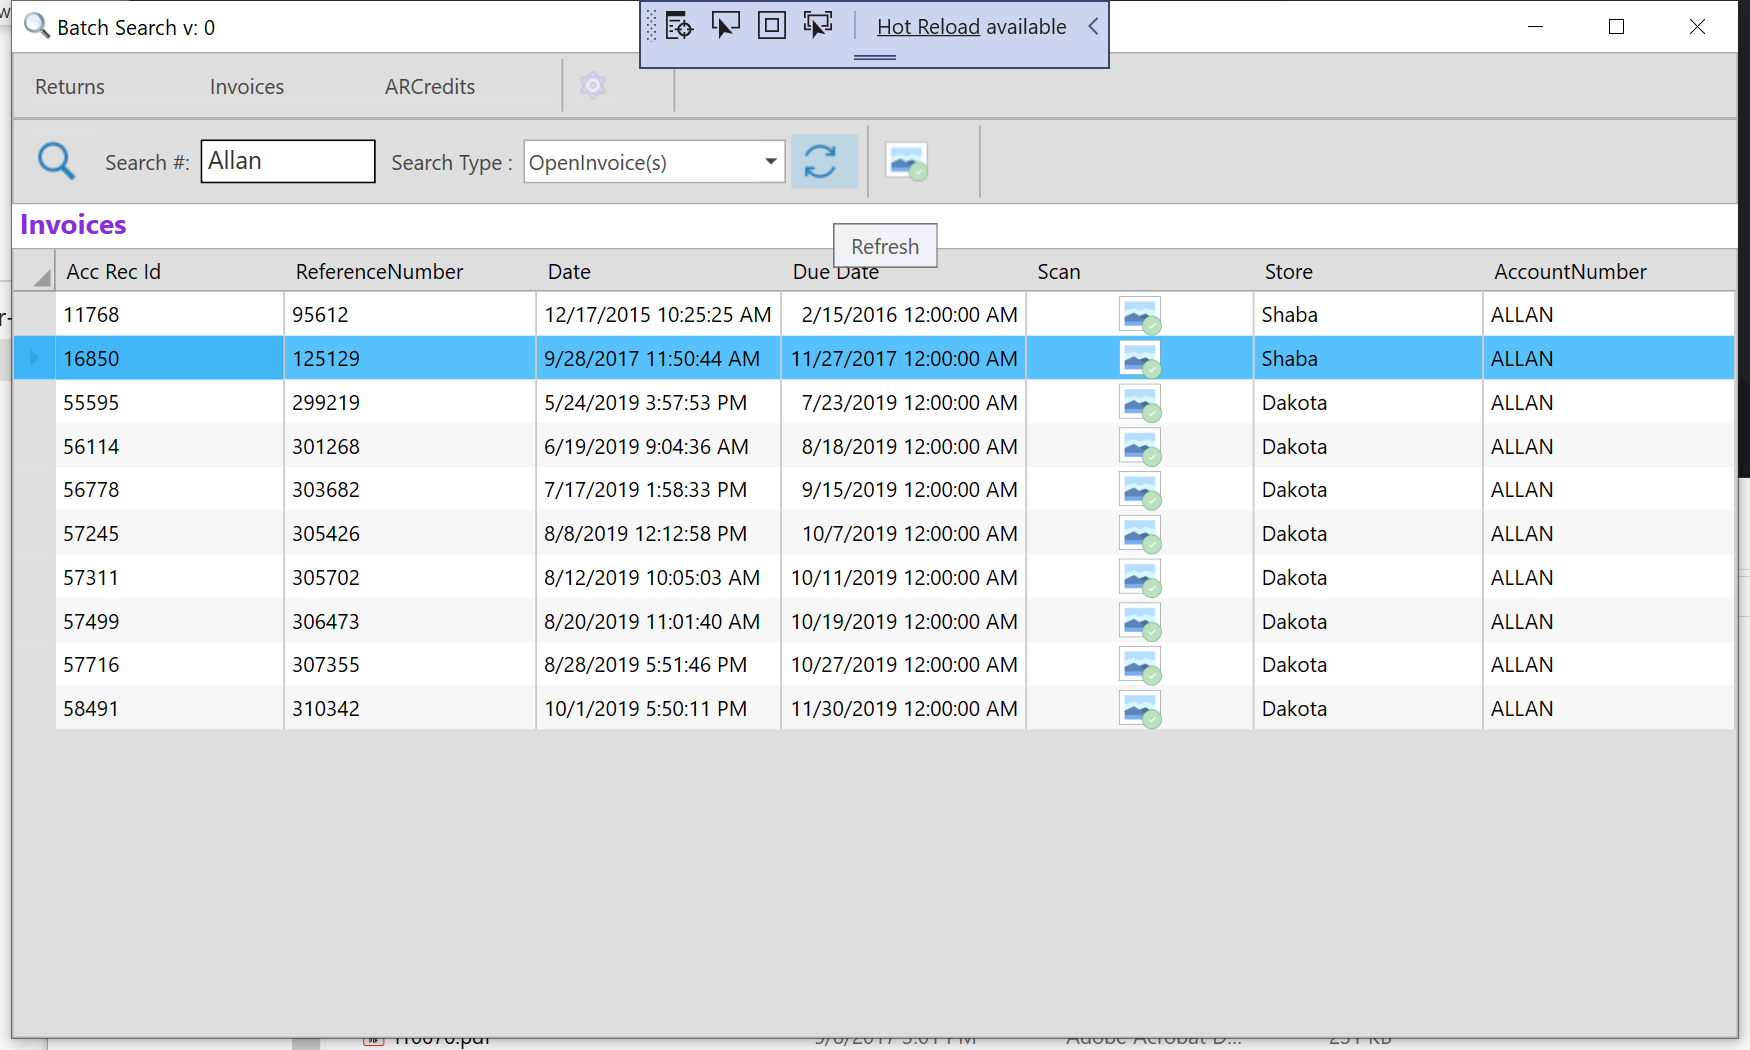 Batch Search v: 0
Hot Reload available
Returns Invoices ARCredits
Search #: Allan Search Type : OpenInvoice(s)
Invoices
Refresh
Acc Rec Id ReferenceNumber Date Due Date Scan Store AccountNumber
11768 95612 12/17/2015 10:25:25 AM 2/15/2016 12:00:00 AM Shaba ALLAN
16850 125129 9/28/2017 11:50:44 AM 11/27/2017 12:00:00 AM Shaba ALLAN
55595 299219 5/24/2019 3:57:53 PM 7/23/2019 12:00:00 AM Dakota ALLAN
56114 301268 6/19/2019 9:04:36 AM 8/18/2019 12:00:00 AM Dakota ALLAN
56778 303682 7/17/2019 1:58:33 PM 9/15/2019 12:00:00 AM Dakota ALLAN
57245 305426 8/8/2019 12:12:58 PM 10/7/2019 12:00:00 AM Dakota ALLAN
57311 305702 8/12/2019 10:05:03 AM 10/11/2019 12:00:00 AM Dakota ALLAN
57499 306473 8/20/2019 11:01:40 AM 10/19/2019 12:00:00 AM Dakota ALLAN
57716 307355 8/28/2019 5:51:46 PM 10/27/2019 12:00:00 AM Dakota ALLAN
58491 310342 10/1/2019 5:50:11 PM 11/30/2019 12:00:00 AM Dakota ALLAN